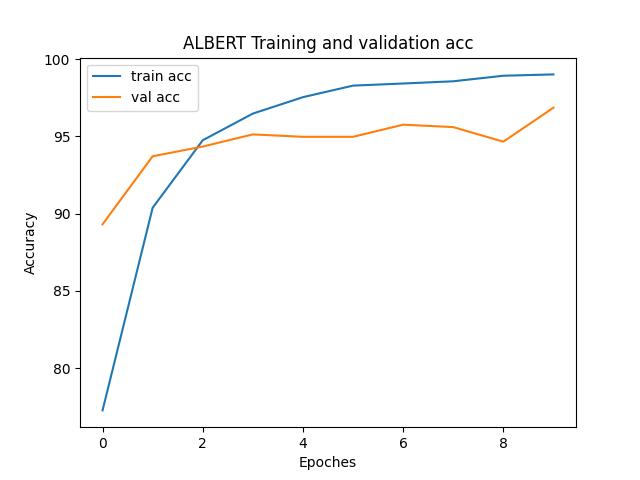 ALBERT Training and validation acc
train acc
val acc
Accuracy
100
95
90
85
80
0 2 4 6 8
Epoches